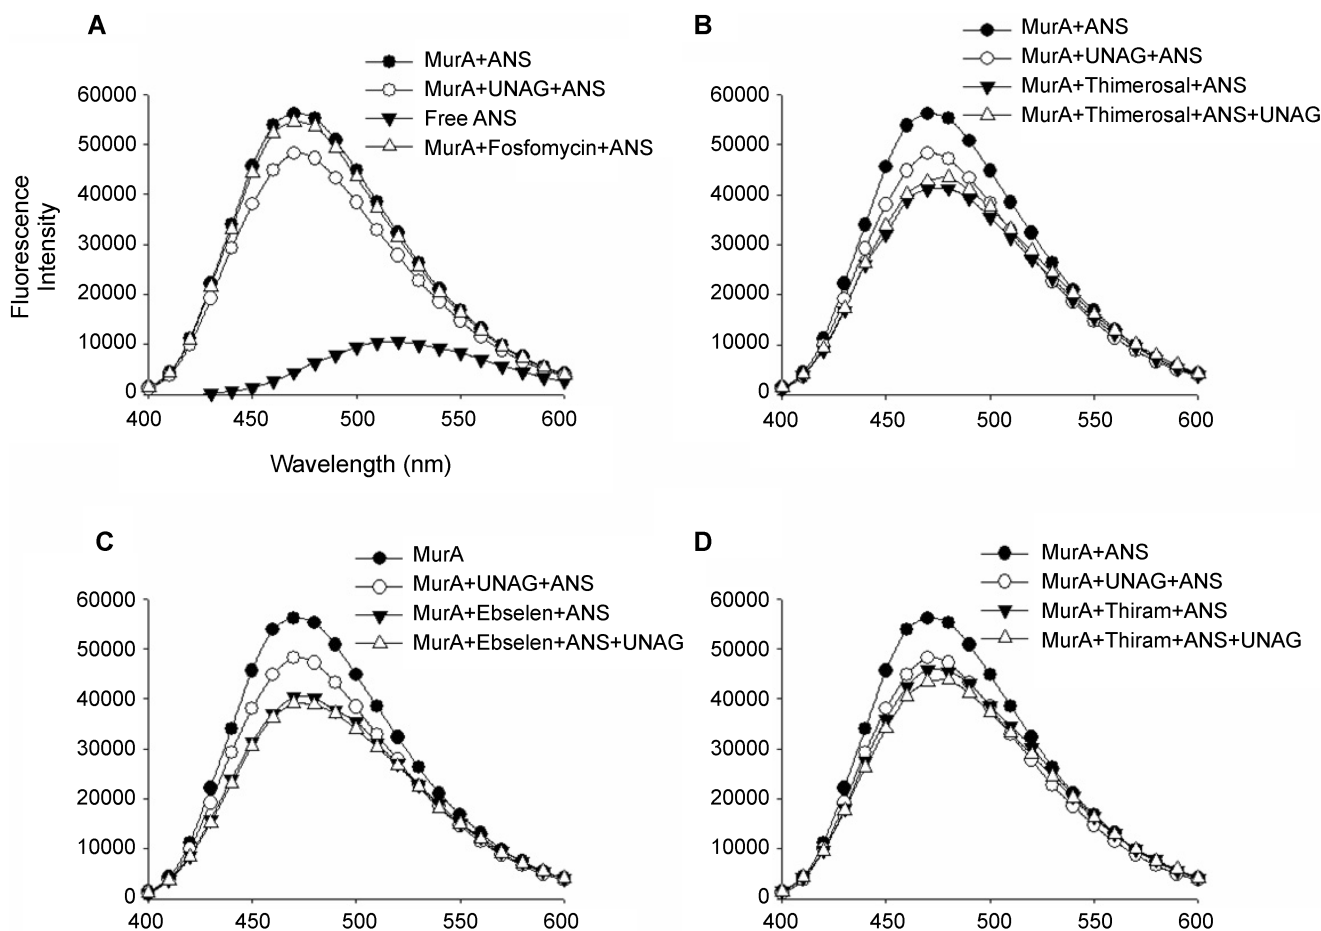 A
MurA+ANS
MurA+UNAG+ANS
Free ANS
MurA+Fosfomycin+ANS
60000
50000
40000
30000
20000
10000
0
400
450
500
550
600
Fluorescence
Intensity
Wavelength (nm)
B
MurA+ANS
MurA+UNAG+ANS
MurA+Thimerosal+ANS
MurA+Thimerosal+ANS+UNAG
60000
50000
40000
30000
20000
10000
0
400
450
500
550
600
C
MurA
MurA+UNAG+ANS
MurA+Ebselen+ANS
MurA+Ebselen+ANS+UNAG
60000
50000
40000
30000
20000
10000
0
400
450
500
550
600
D
MurA+ANS
MurA+UNAG+ANS
MurA+Thiram+ANS
MurA+Thiram+ANS+UNAG
60000
50000
40000
30000
20000
10000
0
400
450
500
550
600